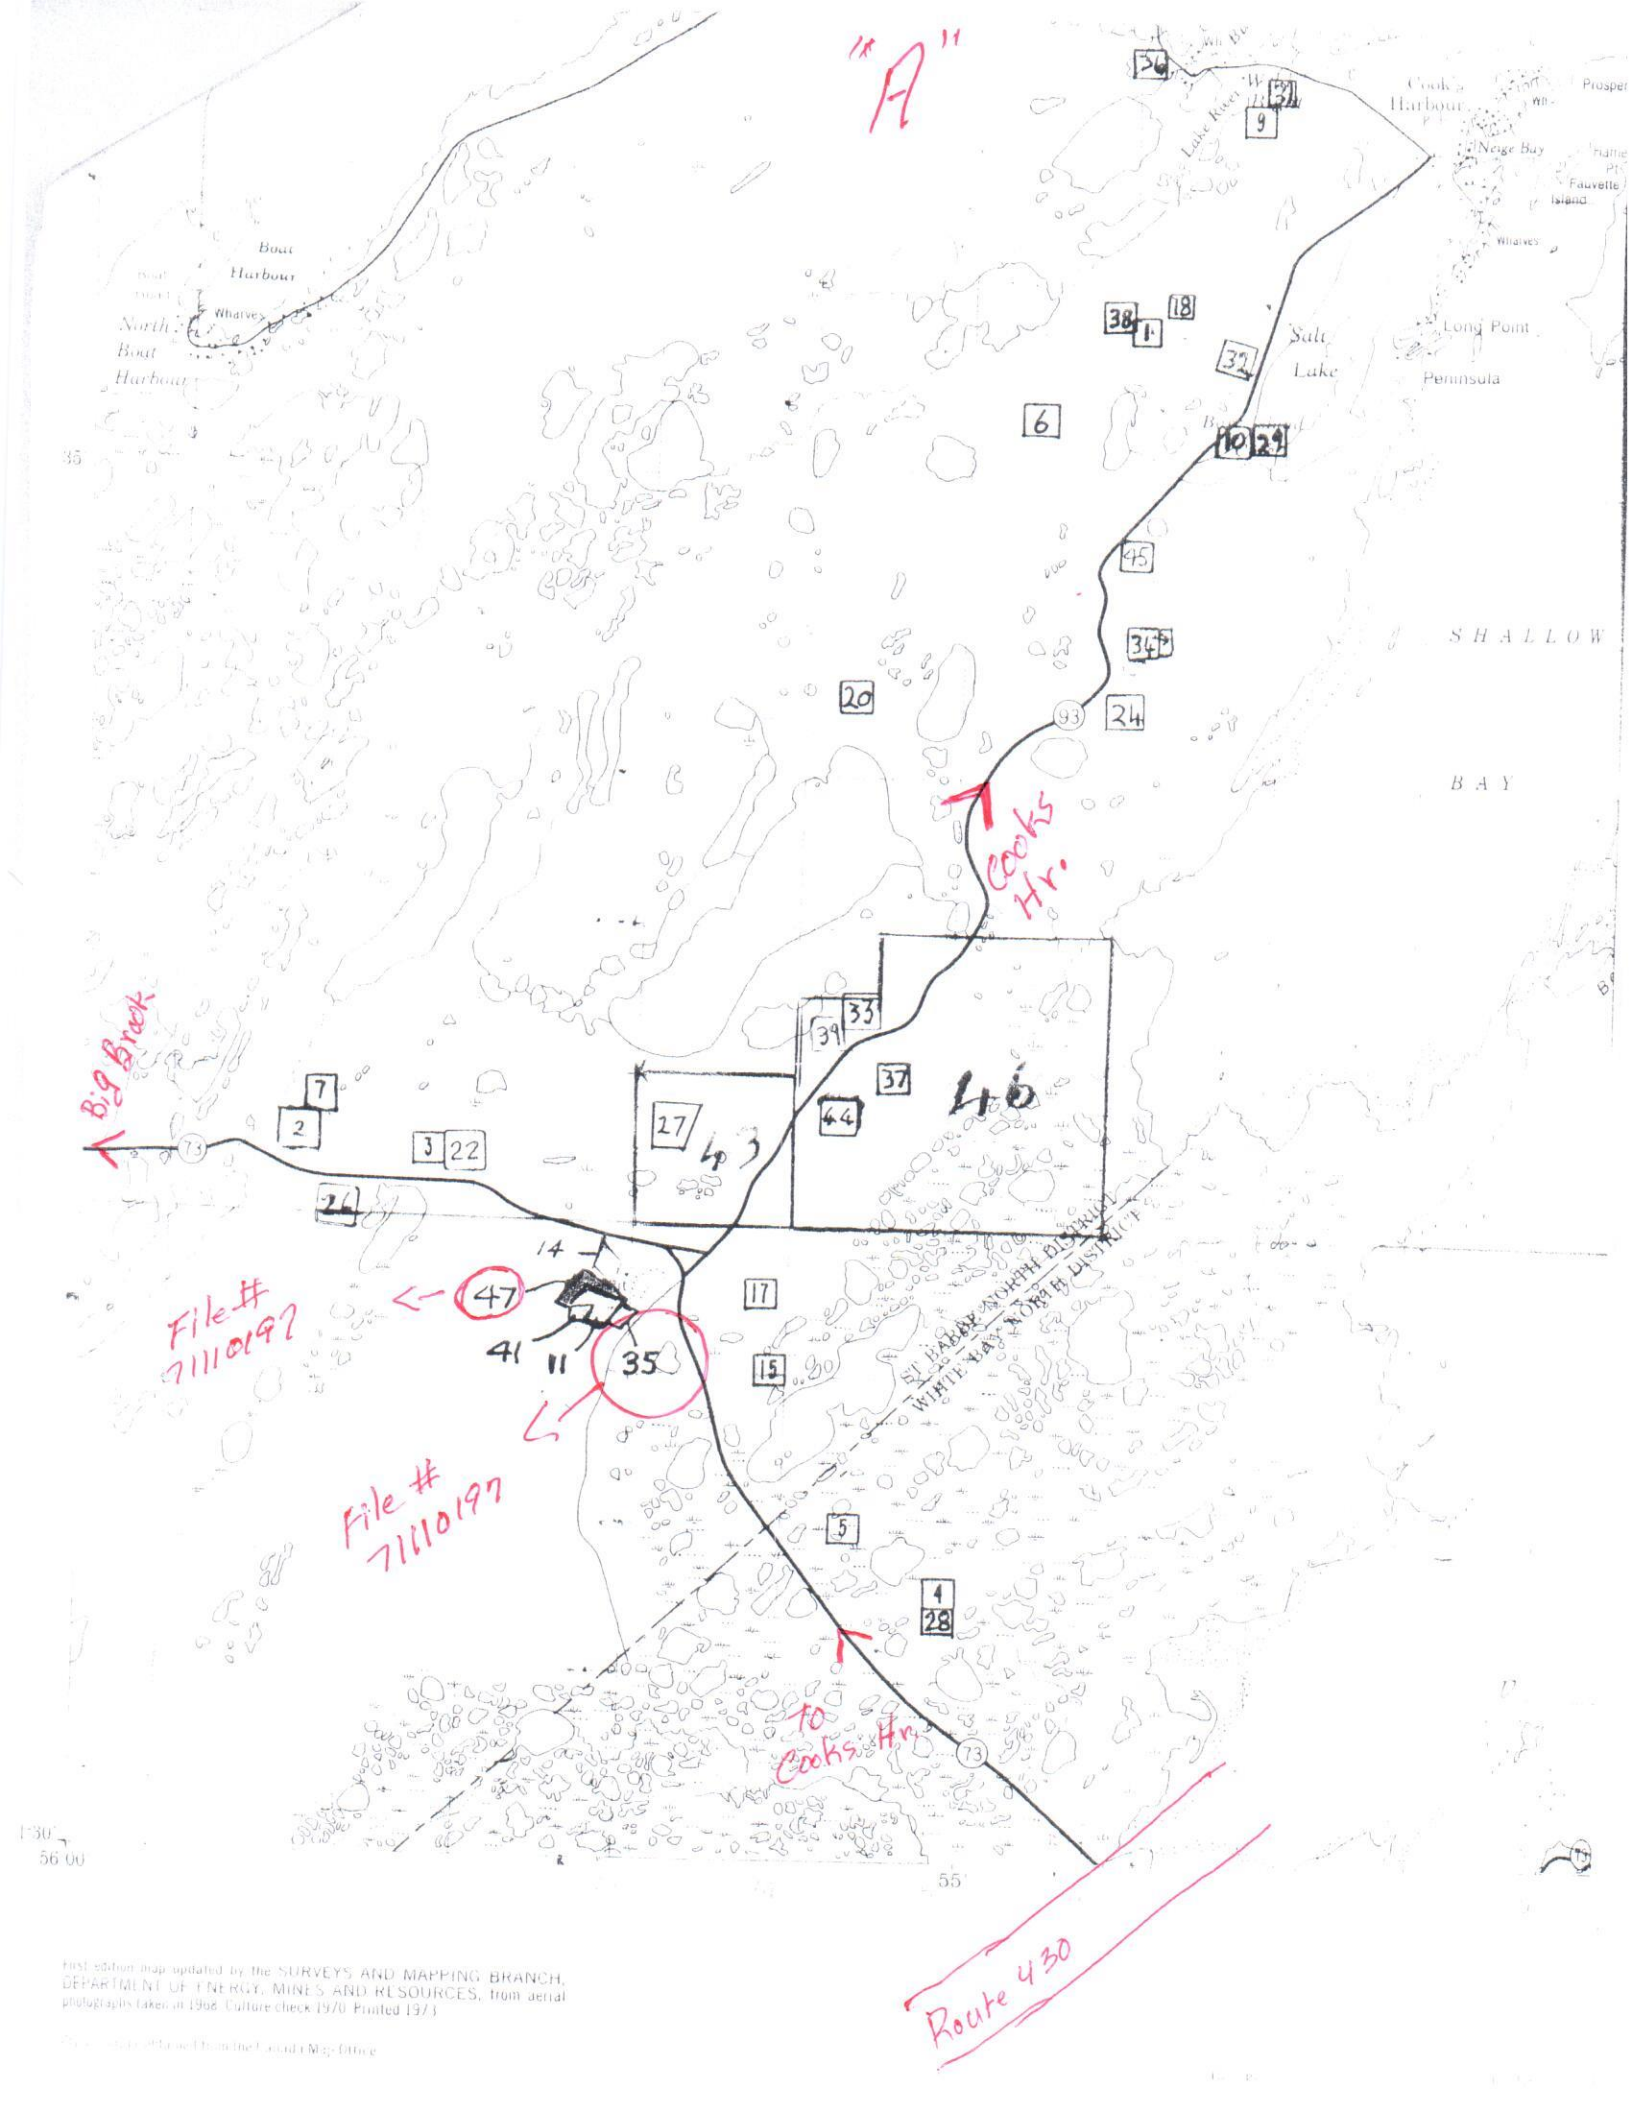 "A"
36
9
Cook's
Harbour
Prosper
Lake River
Neige Bay
Fauvette
Island
Wharves
Boat
Harbour
Wharves
North
Boat
Harbour
38
1
18
32
Salt
Lake
Long Point
Peninsula
6
10
29
35
45
34
SHALLOW
20
93
24
BAY
Cooks
Hr.
Big Brook
33
39
37
46
7
2
27
43
44
3
22
73
26
14
ST BARBE NORTH DISTRICT
WHITE BAY NORTH DISTRICT
47
17
File #
71110197
41
11
35
15
File #
71110197
5
4
28
TO
Cooks Hr.
73
56 00
55'
Route 430
First edition map updated by the SURVEYS AND MAPPING BRANCH,
DEPARTMENT OF ENERGY, MINES AND RESOURCES, from aerial
photographs taken in 1968. Culture check 1970. Printed 1973